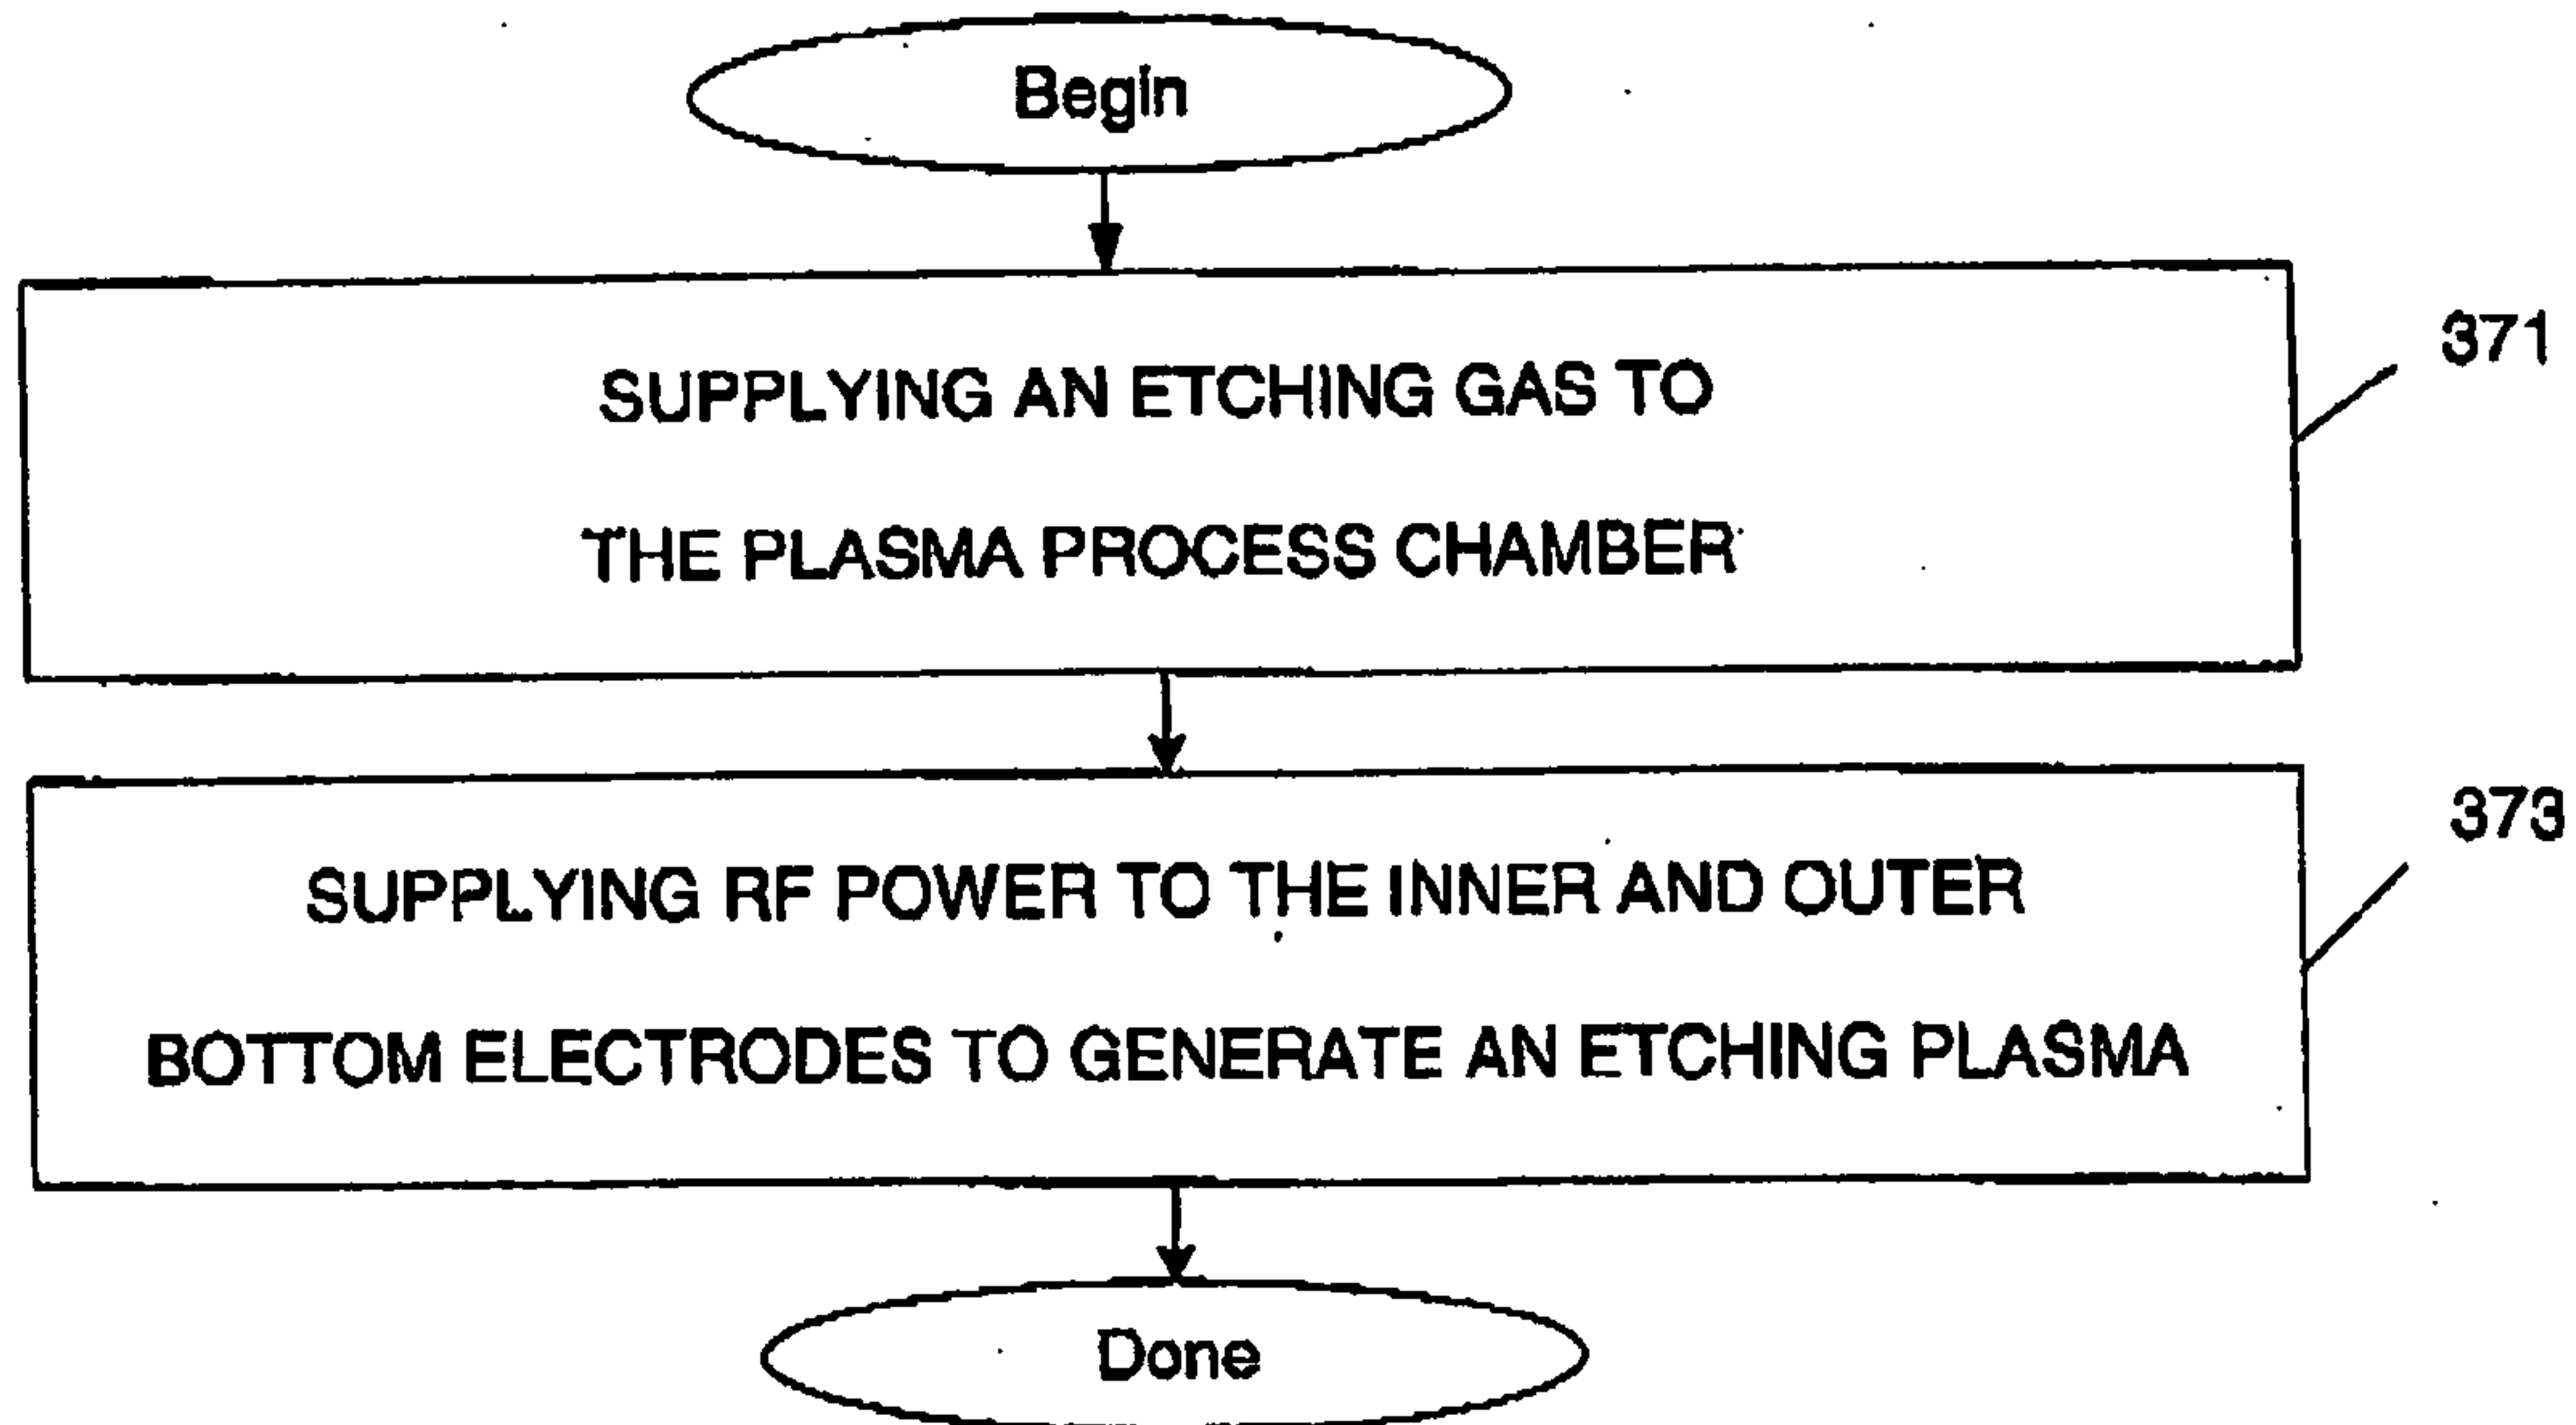 Begin
SUPPLYING AN ETCHING GAS TO
THE PLASMA PROCESS CHAMBER
371
SUPPLYING RF POWER TO THE INNER AND OUTER
BOTTOM ELECTRODES TO GENERATE AN ETCHING PLASMA
373
Done